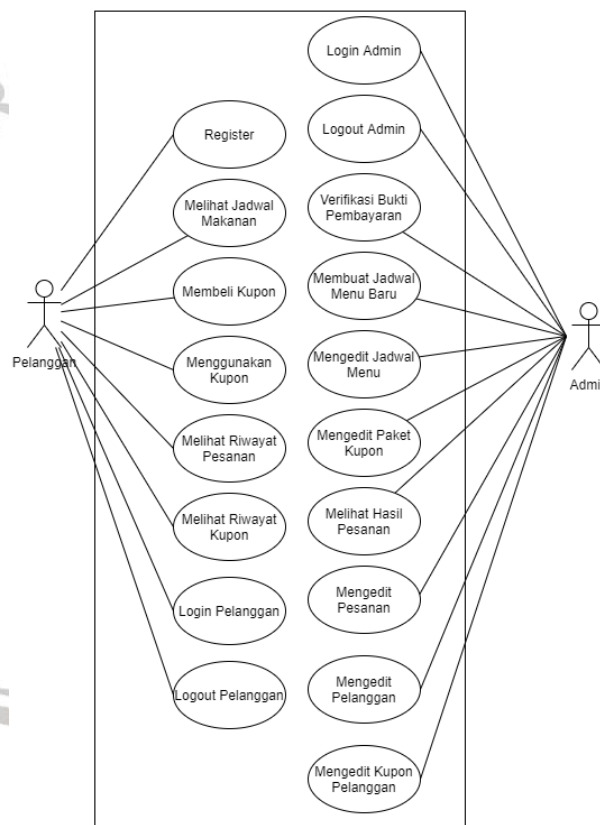 Login Admin
Register
Logout Admin
Melihat Jadwal
Makanan
Verifikasi Bukti
Pembayaran
Membeli Kupon
Membuat Jadwal
Menu Baru
Pelanggan
Menggunakan
Kupon
Mengedit Jadwal
Menu
Admi
Melihat Riwayat
Pesanan
Mengedit Paket
Kupon
Melihat Riwayat
Kupon
Melihat Hasil
Pesanan
Login Pelanggan
Mengedit
Pesanan
Logout Pelanggan
Mengedit
Pelanggan
Mengedit Kupon
Pelanggan